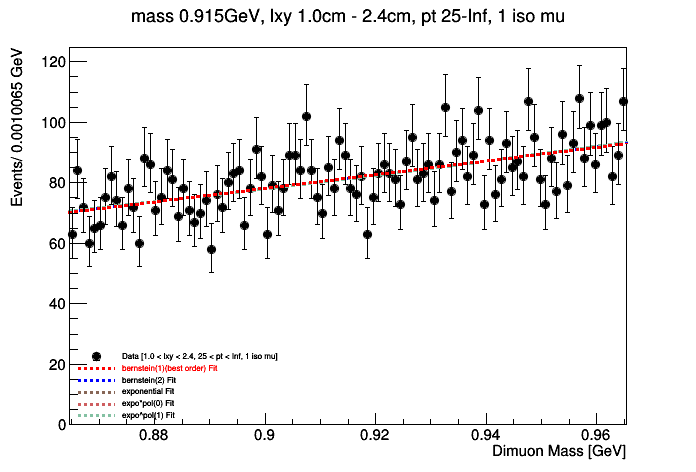 mass 0.915GeV, lxy 1.0cm - 2.4cm, pt 25-Inf, 1 iso mu
Events/ 0.0010065 GeV
120
100
80
60
40
20
0
Data [1.0 < lxy < 2.4, 25 < pt < Inf, 1 iso mu]
bernstein(1)(best order) Fit
bernstein(2) Fit
exponential Fit
expo*pol(0) Fit
expo*pol(1) Fit
0.88
0.9
0.92
0.94
0.96
Dimuon Mass [GeV]